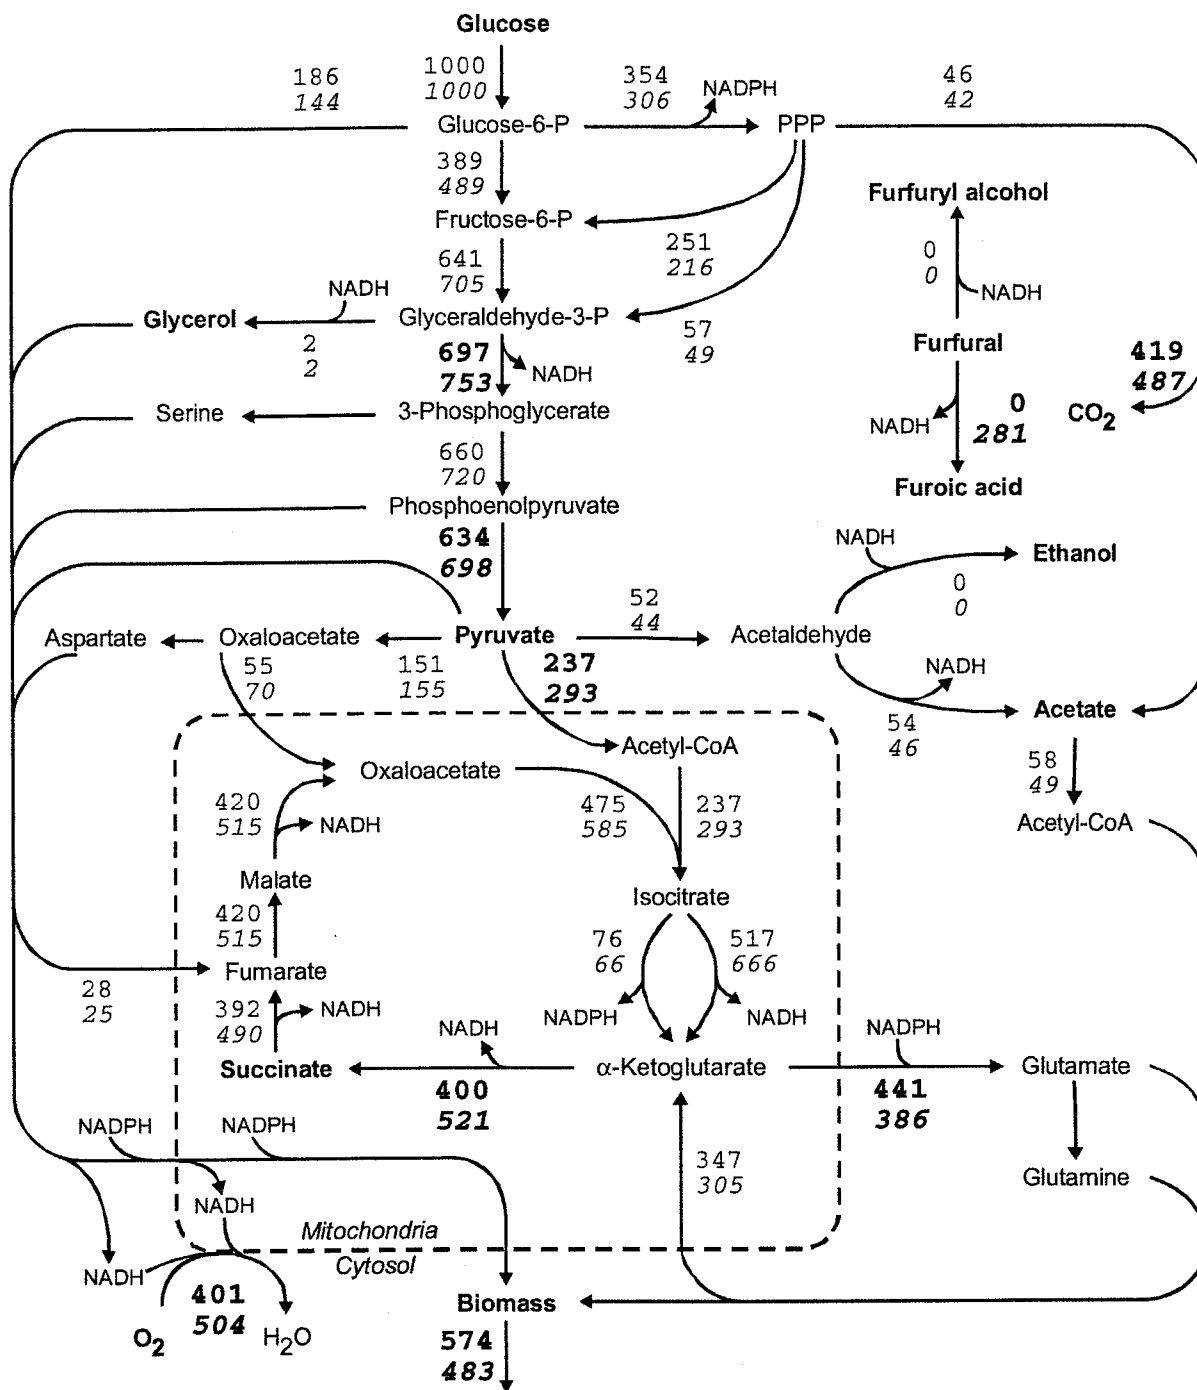 Glucose
186
144
1000
1000
354
306
NADPH
46
42
Glucose-6-P
PPP
389
489
Furfuryl alcohol
Fructose-6-P
251
216
0
0
NADH
641
705
NADH
Glycerol
Glyceraldehyde-3-P
2
2
57
49
Furfural
697
753
NADH
419
487
Serine
3-Phosphoglycerate
NADH
0
281
CO2
660
720
Phosphoenolpyruvate
Furoic acid
634
698
NADH
Ethanol
0
0
52
44
Aspartate
Oxaloacetate
Pyruvate
Acetaldehyde
55
70
151
155
237
293
NADH
54
46
Acetate
Acetyl-CoA
Oxaloacetate
58
49
420
515
NADH
475
585
237
293
Acetyl-CoA
Malate
Isocitrate
420
515
76
66
517
666
Fumarate
28
25
392
490
NADH
NADPH
NADH
NADH
NADPH
Succinate
α-Ketoglutarate
Glutamate
400
521
441
386
NADPH
NADPH
347
305
Glutamine
NADH
Mitochondria
Cytosol
NADH
401
504
O2
H2O
Biomass
574
483